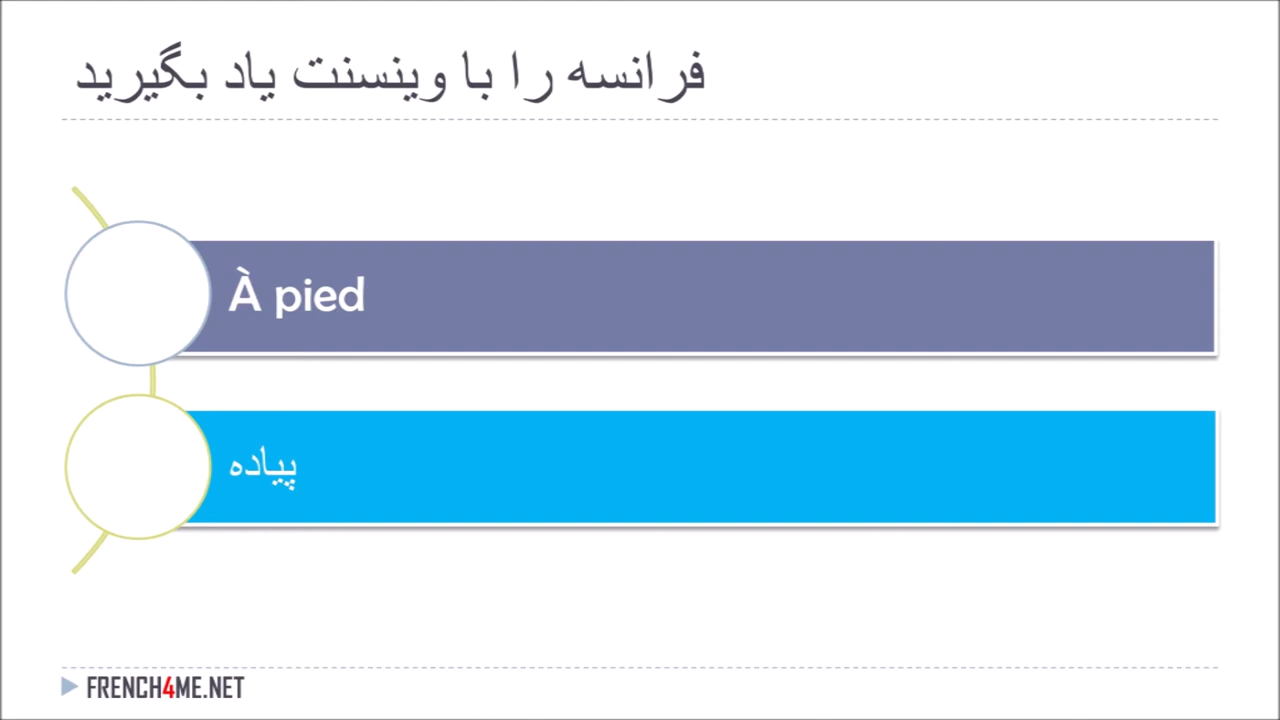 فرانسه را با وینسنت یاد بگیرید
À pied
پیاده
FRENCH4ME.NET